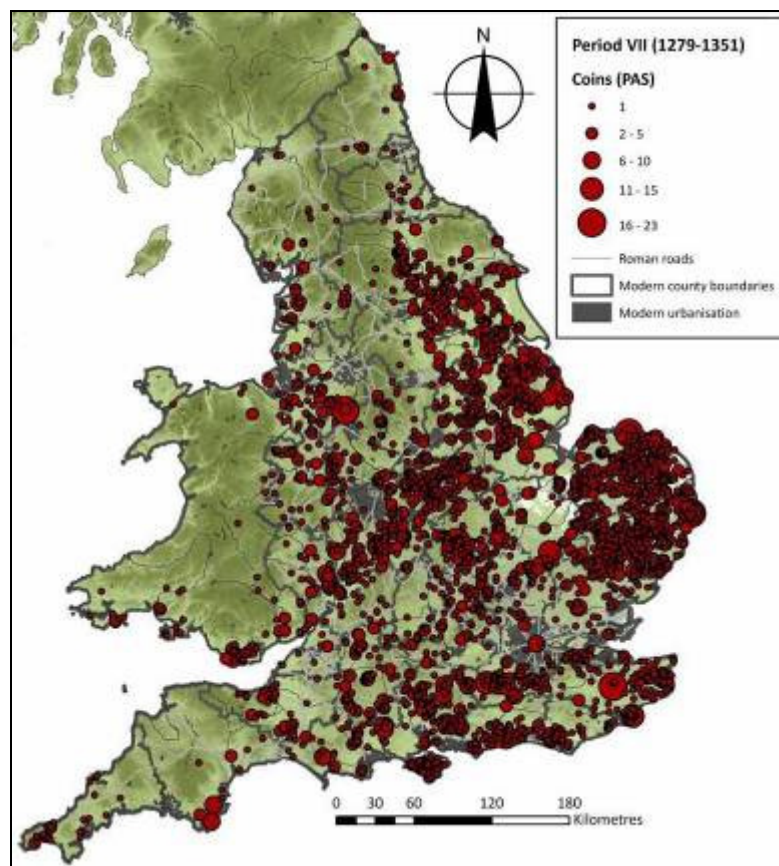 N
Period VII (1279-1351)
Coins (PAS)
1
2 - 5
6 - 10
11 - 15
16 - 23
Roman roads
Modern county boundaries
Modern urbanisation
0 30 60 120 180
Kilometres